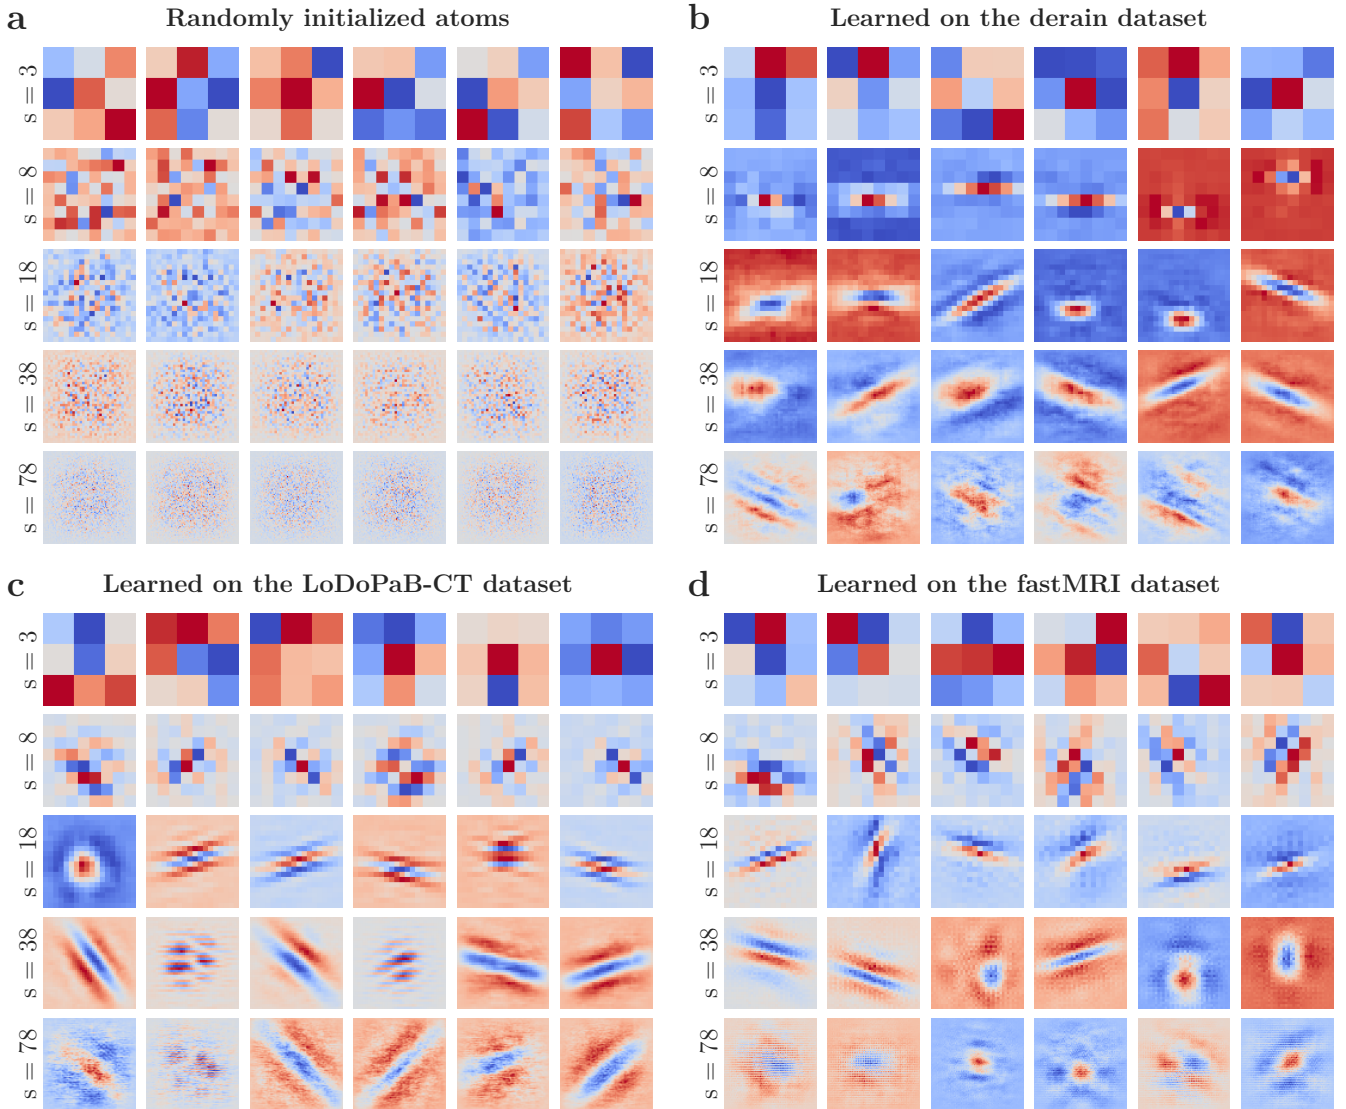 a Randomly initialized atoms
s = 3
s = 8
s = 18
s = 38
s = 78
b Learned on the derain dataset
s = 3
s = 8
s = 18
s = 38
s = 78
c Learned on the LoDoPaB-CT dataset
s = 3
s = 8
s = 18
s = 38
s = 78
d Learned on the fastMRI dataset
s = 3
s = 8
s = 18
s = 38
s = 78